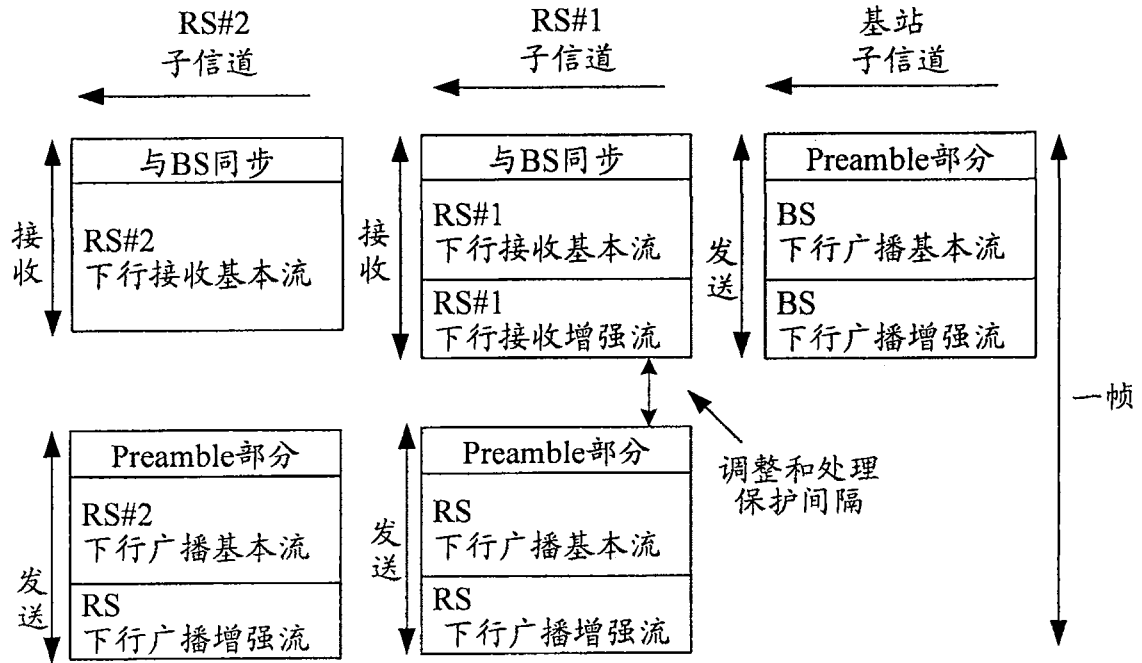 RS#2
子信道
RS#1
子信道
基站
子信道
接收
与BS同步
RS#2
下行接收基本流
接收
与BS同步
RS#1
下行接收基本流
RS#1
下行接收增强流
发送
Preamble部分
BS
下行广播基本流
BS
下行广播增强流
一帧
调整和处理
保护间隔
发送
Preamble部分
RS#2
下行广播基本流
RS
下行广播增强流
发送
Preamble部分
RS
下行广播基本流
RS
下行广播增强流